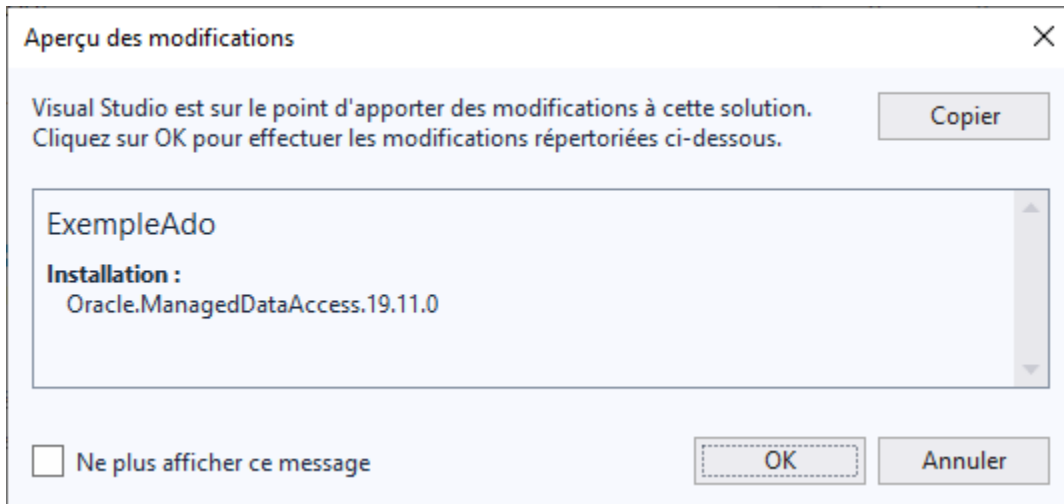 Aperçu des modifications
Visual Studio est sur le point d'apporter des modifications à cette solution.
Cliquez sur OK pour effectuer les modifications répertoriées ci-dessous.
Copier
ExempleAdo
Installation :
Oracle.ManagedDataAccess.19.11.0
Ne plus afficher ce message
OK
Annuler